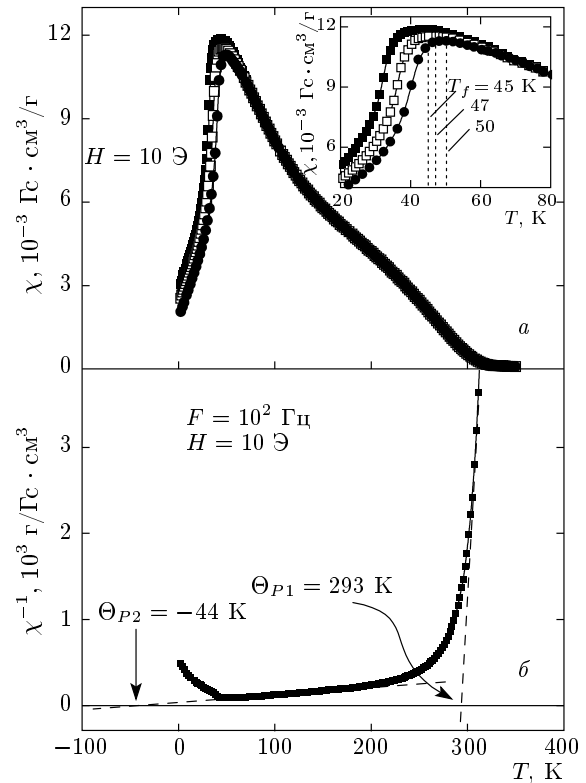 12
9
6
3
0
χ, 10⁻³ Гс · см³/г
H = 10 Э
12
9
6
χ, 10⁻³ Гс · см³/г
T_f = 45 K
47
50
20
40
60
80
T, K
а
3
2
1
0
χ⁻¹, 10³ г/Гс · см³
F = 10² Гц
H = 10 Э
Θ_P1 = 293 K
Θ_P2 = −44 K
б
−100
0
100
200
300
400
T, K